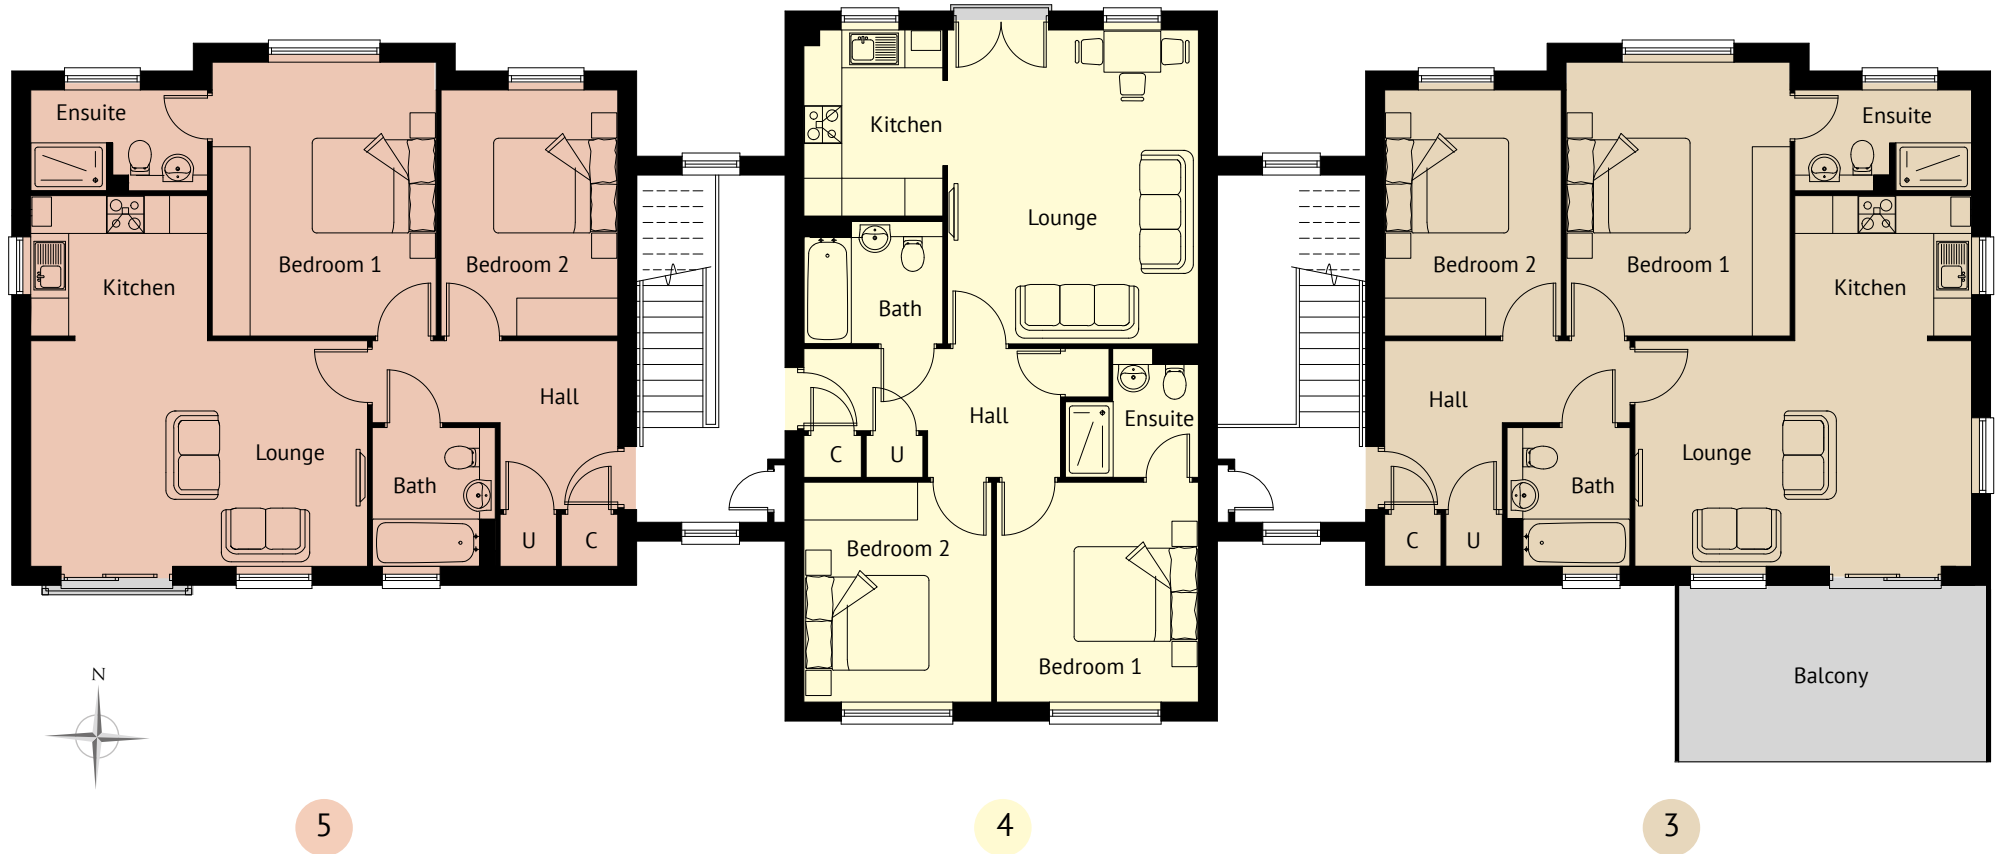 Ensuite
Bedroom 1
Bedroom 2
Kitchen
Hall
Lounge
Bath
U
C
Kitchen
Lounge
Bath
Hall
Ensuite
C
U
Bedroom 2
Bedroom 1
Bedroom 2
Bedroom 1
Ensuite
Kitchen
Hall
Lounge
Bath
C
U
Balcony
N
5
4
3